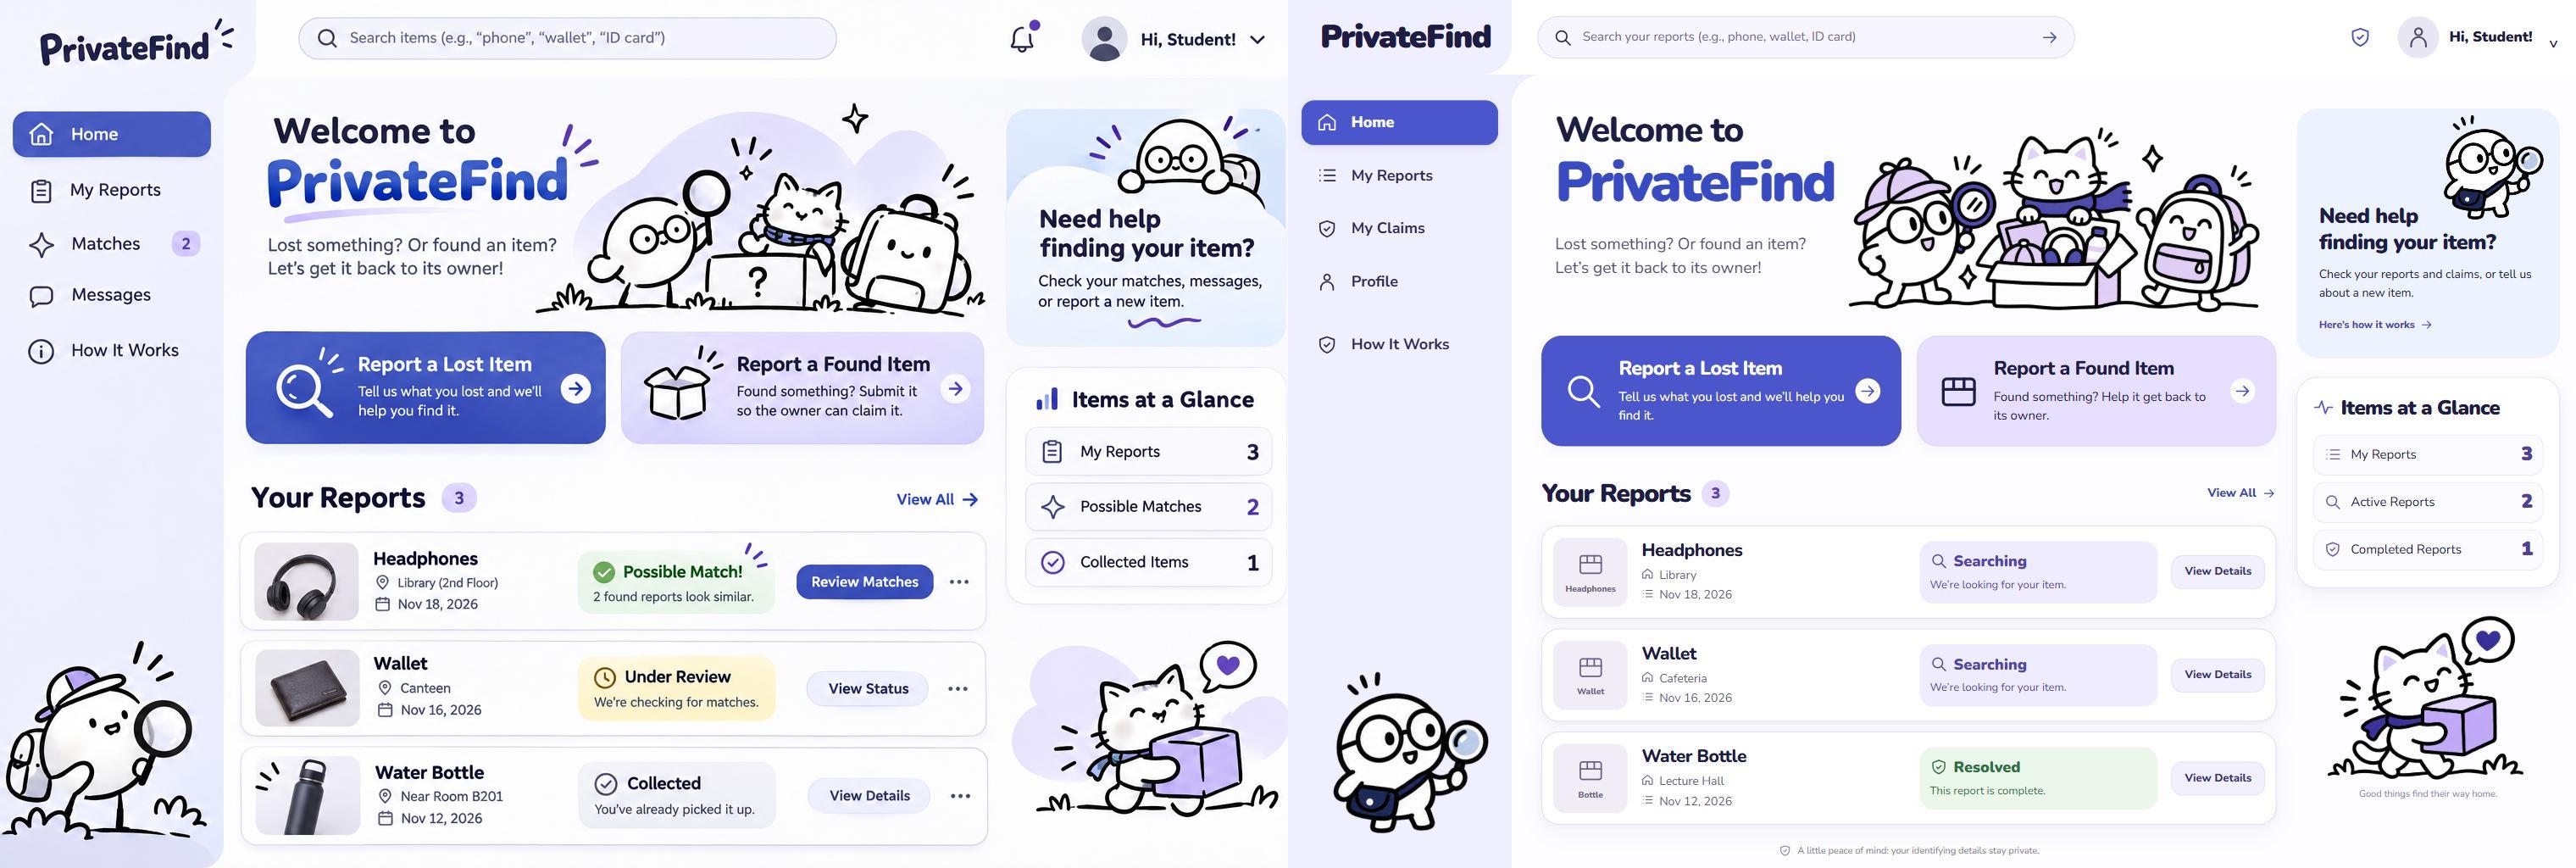 PrivateFind
Search items (e.g., “phone”, “wallet”, “ID card”)
Hi, Student!
Home
My Reports
Matches 2
Messages
How It Works
Welcome to
PrivateFind
Lost something? Or found an item?
Let's get it back to its owner!
?
Report a Lost Item
Tell us what you lost and we'll
help you find it.
Report a Found Item
Found something? Submit it
so the owner can claim it.
Your Reports 3
View All
Headphones
Library (2nd Floor)
Nov 18, 2026
Possible Match!
2 found reports look similar.
Review Matches
Wallet
Canteen
Nov 16, 2026
Under Review
We're checking for matches.
View Status
Water Bottle
Near Room B201
Nov 12, 2026
Collected
You've already picked it up.
View Details
Need help
finding your item?
Check your matches, messages,
or report a new item.
Items at a Glance
My Reports 3
Possible Matches 2
Collected Items 1
PrivateFind
Search your reports (e.g., phone, wallet, ID card)
Hi, Student!
v
Home
My Reports
My Claims
Profile
How It Works
Welcome to
PrivateFind
Lost something? Or found an item?
Let's get it back to its owner!
Report a Lost Item
Tell us what you lost and we'll help you
find it.
Report a Found Item
Found something? Help it get back to
its owner.
Your Reports 3
View All
Headphones
Headphones
Library
Nov 18, 2026
Searching
We're looking for your item.
View Details
Wallet
Wallet
Cafeteria
Nov 16, 2026
Searching
We're looking for your item.
View Details
Bottle
Water Bottle
Lecture Hall
Nov 12, 2026
Resolved
This report is complete.
View Details
A little peace of mind: your identifying details stay private.
Need help
finding your item?
Check your reports and claims, or tell us
about a new item.
Here's how it works
Items at a Glance
My Reports 3
Active Reports 2
Completed Reports 1
Good things find their way home.